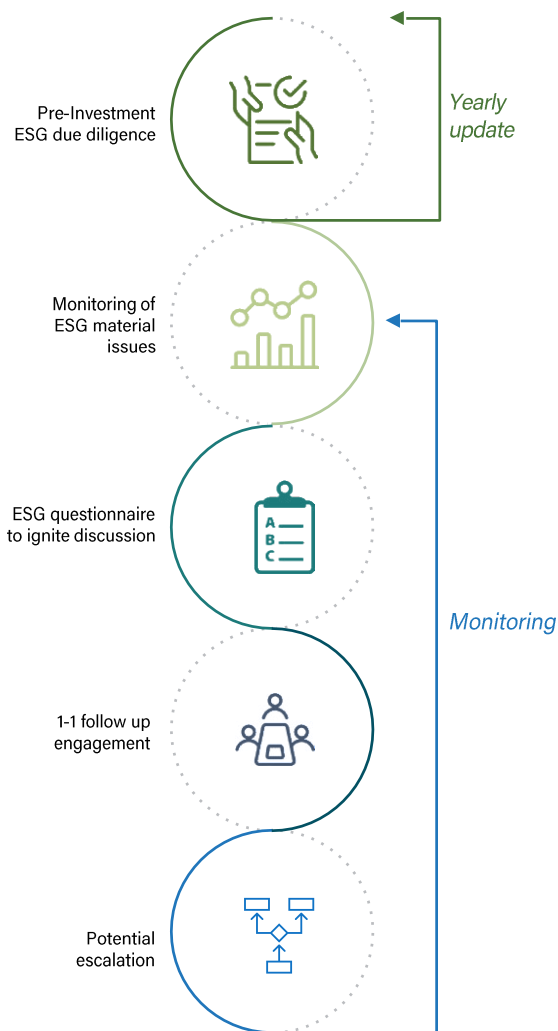 Pre-Investment
ESG due diligence
Yearly
update
Monitoring of
ESG material
issues
ESG questionnaire
to ignite discussion
A
B
C
Monitoring
1-1 follow up
engagement
Potential
escalation